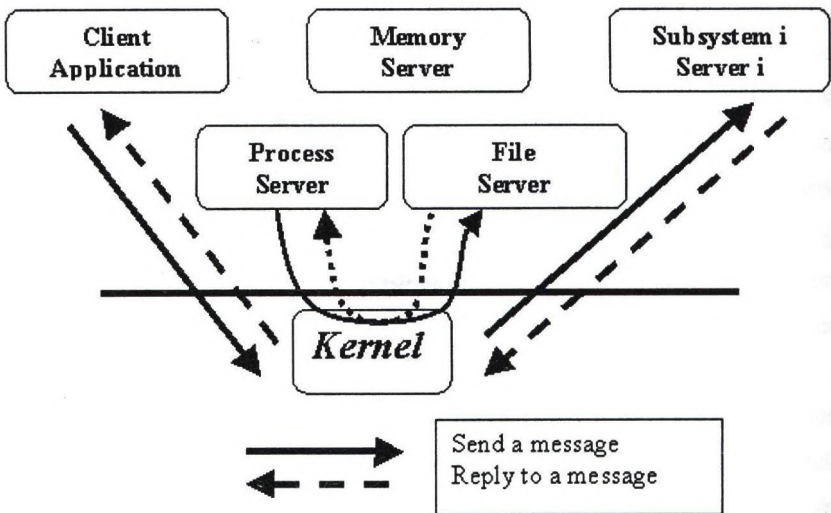 Client
Application
Memory
Server
Subsystem i
Server i
Process
Server
File
Server
Kernel
Send a message
Reply to a message